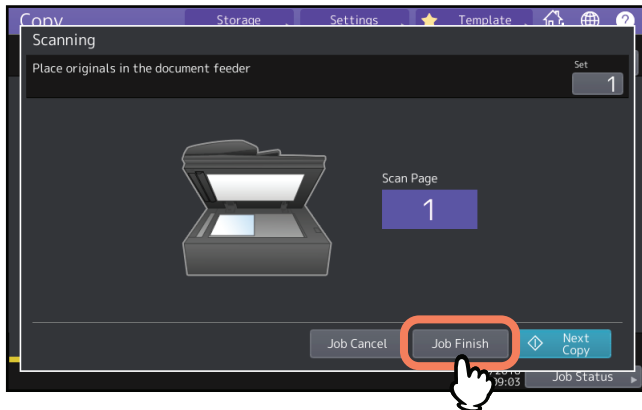 Copy Storage Settings Template
Scanning
Place originals in the document feeder
Set
1
Scan Page
1
Job Cancel Job Finish Next
Copy
09:03 Job Status